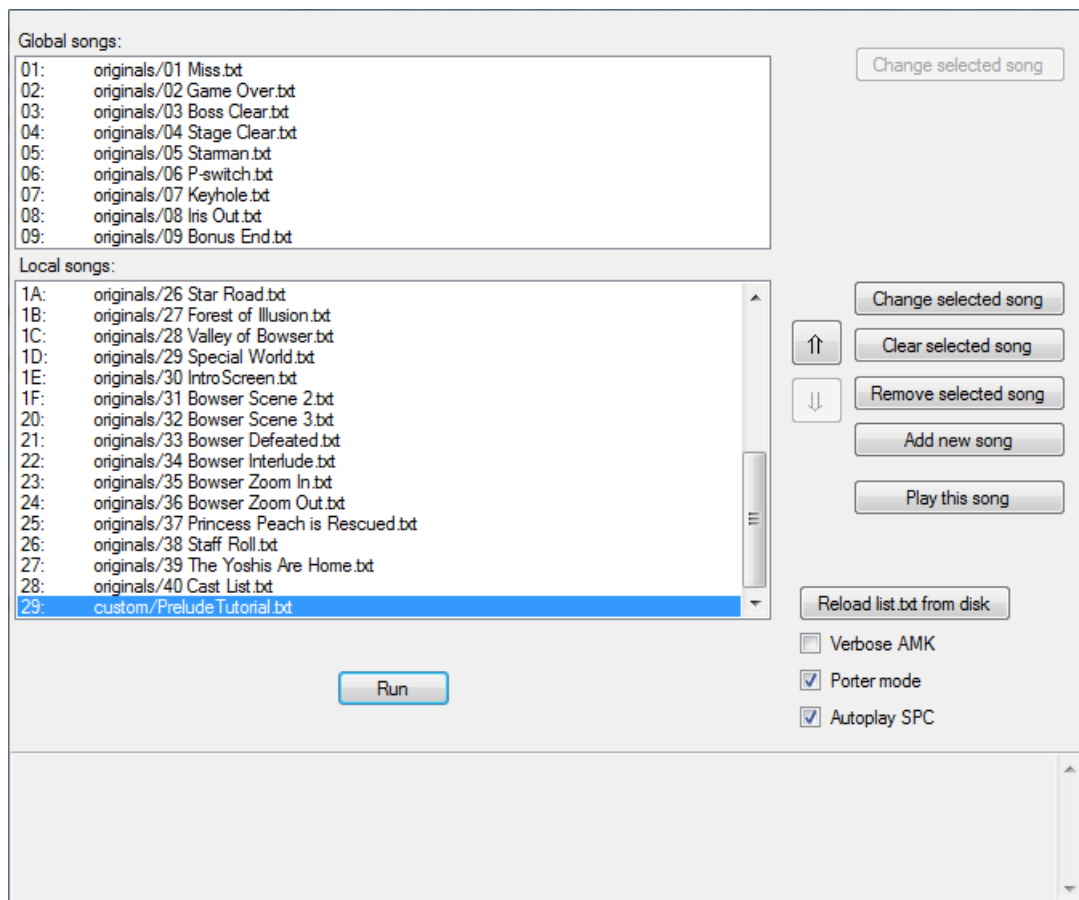 Global songs:
Change selected song
01: originals/01 Miss.txt
02: originals/02 Game Over.txt
03: originals/03 Boss Clear.txt
04: originals/04 Stage Clear.txt
05: originals/05 Starman.txt
06: originals/06 P-switch.txt
07: originals/07 Keyhole.txt
08: originals/08 Iris Out.txt
09: originals/09 Bonus End.txt
Local songs:
1A: originals/26 Star Road.txt
1B: originals/27 Forest of Illusion.txt
1C: originals/28 Valley of Bowser.txt
1D: originals/29 Special World.txt
1E: originals/30 IntroScreen.txt
1F: originals/31 Bowser Scene 2.txt
20: originals/32 Bowser Scene 3.txt
21: originals/33 Bowser Defeated.txt
22: originals/34 Bowser Interlude.txt
23: originals/35 Bowser Zoom In.txt
24: originals/36 Bowser Zoom Out.txt
25: originals/37 Princess Peach is Rescued.txt
26: originals/38 Staff Roll.txt
27: originals/39 The Yoshis Are Home.txt
28: originals/40 Cast List.txt
29: custom/PreludeTutorial.txt
Change selected song
Clear selected song
Remove selected song
Add new song
Play this song
Reload list.txt from disk
Verbose AMK
Porter mode
Autoplay SPC
Run